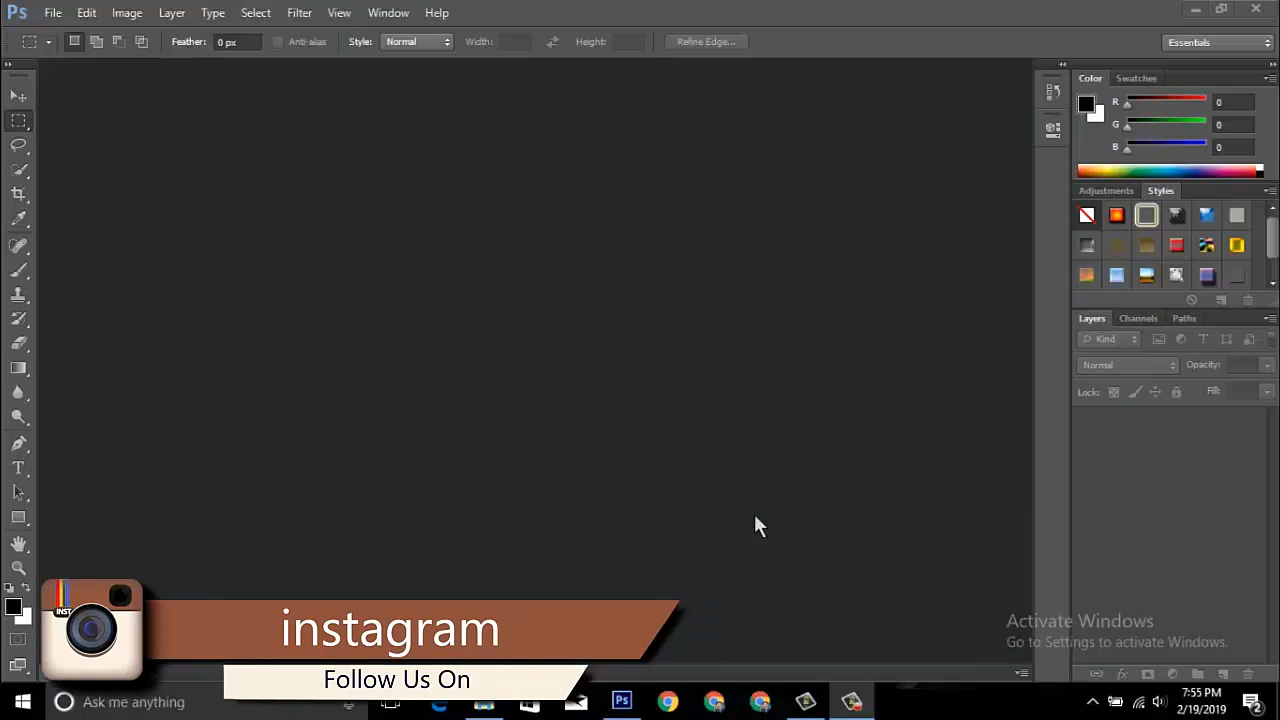 Ps File Edit Image Layer Type Select Filter View Window Help
Feather: 0 px Anti-alias Style: Normal Width: Height: Refine Edge... Essentials
Color Swatches
R 0
G 0
B 0
Adjustments Styles
Layers Channels Paths
Kind
Normal Opacity:
Lock: Fill:
T
INST
instagram
Follow Us On
Activate Windows
Go to Settings to activate Windows.
Ask me anything
Ps
7:55 PM
2/19/2019
2